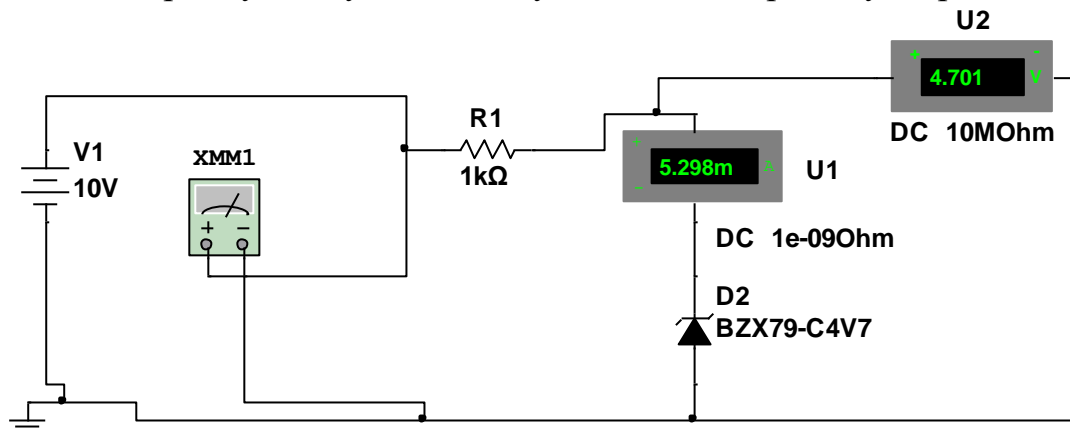 U2
+ -
4.701 V
DC 10MOhm
R1
1kΩ
V1
10V
XMM1
+ -
+
5.298m A
-
U1
DC 1e-09Ohm
D2
BZX79-C4V7